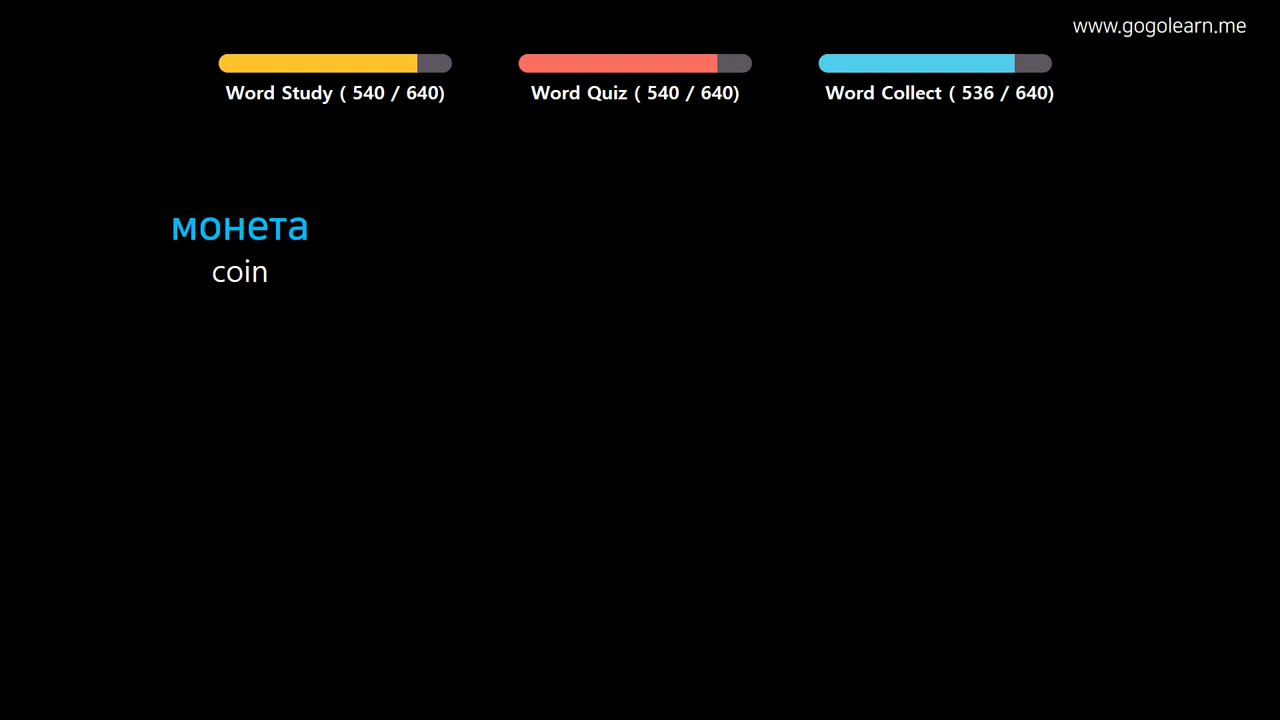 www.gogolearn.me
Word Study ( 540 / 640)
Word Quiz ( 540 / 640)
Word Collect ( 536 / 640)
монета
coin